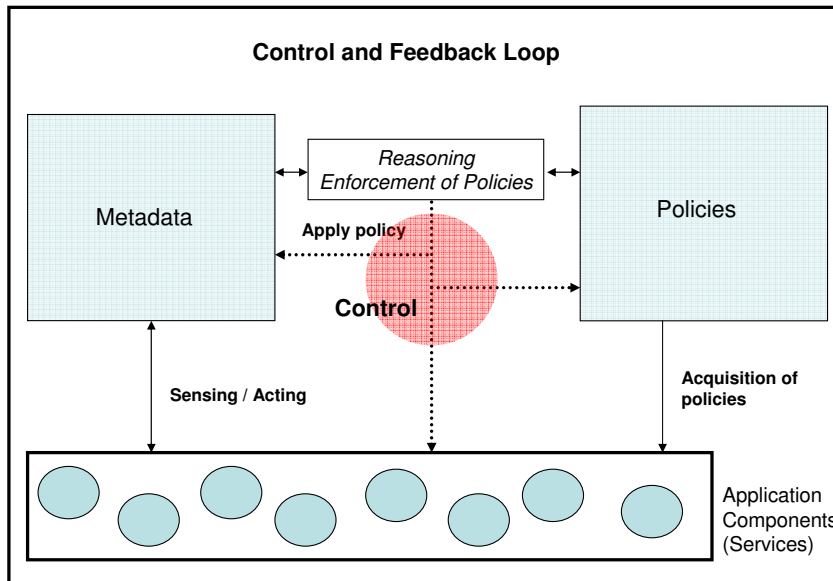 Control and Feedback Loop
Reasoning
Enforcement of Policies
Metadata
Policies
Apply policy
Control
Sensing / Acting
Acquisition of
policies
Application
Components
(Services)